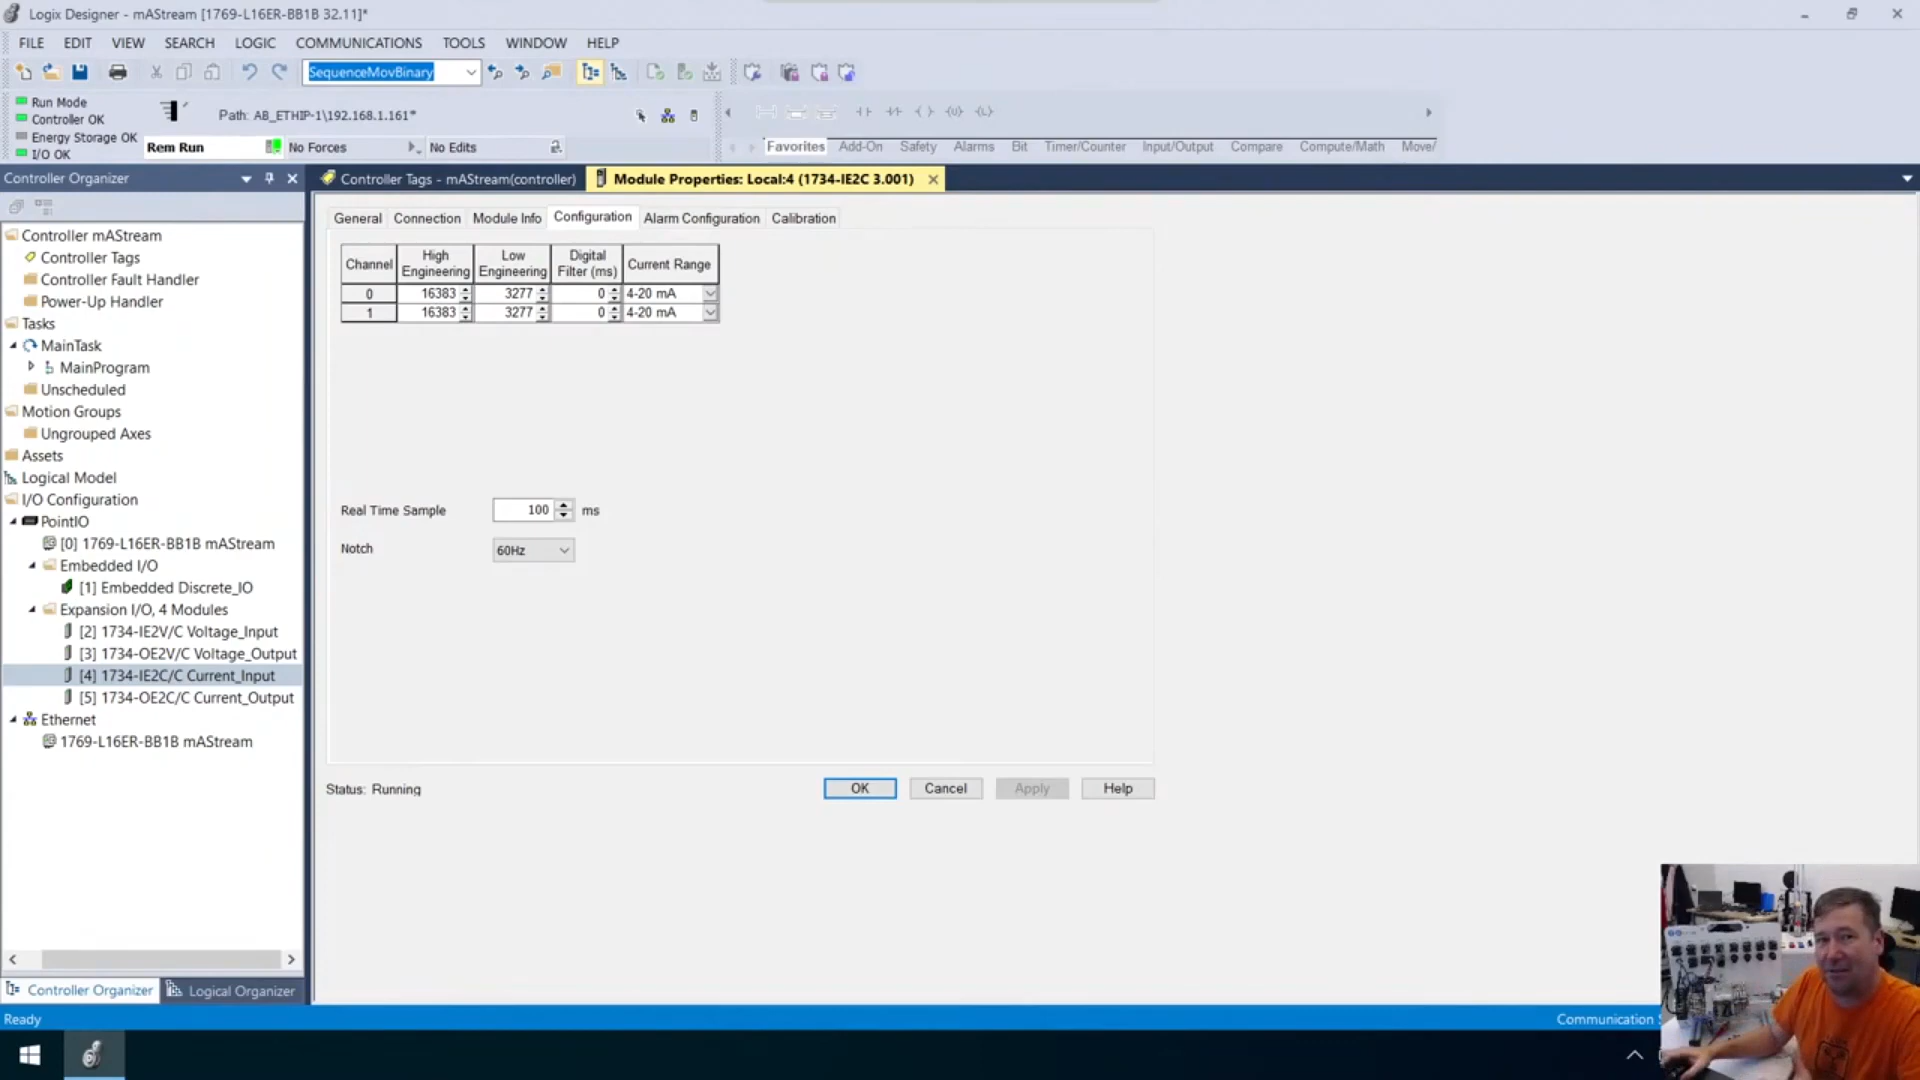 Logix Designer - mAStream [1769-L16ER-BB1B 32.11]*
FILE EDIT VIEW SEARCH LOGIC COMMUNICATIONS TOOLS WINDOW HELP
SequenceMovBinary
Run Mode
Controller OK
Energy Storage OK
I/O OK
Path: AB_ETHIP-1\192.168.1.161*
Rem Run No Forces No Edits
Favorites Add-On Safety Alarms Bit Timer/Counter Input/Output Compare Compute/Math Move/
Controller Organizer
Controller Tags - mAStream(controller)
Module Properties: Local:4 (1734-IE2C 3.001)
General Connection Module Info Configuration Alarm Configuration Calibration
Controller mAStream
Controller Tags
Controller Fault Handler
Power-Up Handler
Tasks
MainTask
MainProgram
Unscheduled
Motion Groups
Ungrouped Axes
Assets
Logical Model
I/O Configuration
PointIO
[0] 1769-L16ER-BB1B mAStream
Embedded I/O
[1] Embedded Discrete_IO
Expansion I/O, 4 Modules
[2] 1734-IE2V/C Voltage_Input
[3] 1734-OE2V/C Voltage_Output
[4] 1734-IE2C/C Current_Input
[5] 1734-OE2C/C Current_Output
Ethernet
1769-L16ER-BB1B mAStream
Channel High Engineering Low Engineering Digital Filter (ms) Current Range
0 16383 3277 0 4-20 mA
1 16383 3277 0 4-20 mA
Real Time Sample 100 ms
Notch 60Hz
Status: Running
OK Cancel Apply Help
Controller Organizer Logical Organizer
Ready
Communication